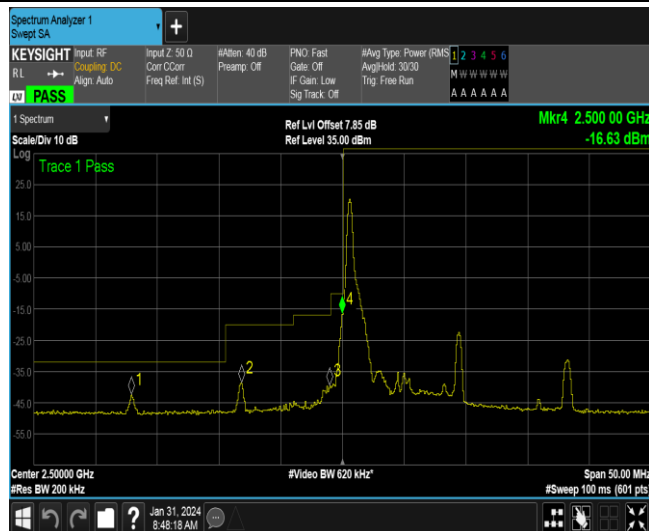 Spectrum Analyzer 1
Swept SA
+
KEYSIGHT
RL
LXI
PASS
Input: RF
Coupling: DC
Align: Auto
Input Z: 50 Ω
Corr CCorr
Freq Ref: Int (S)
#Atten: 40 dB
Preamp: Off
PNO: Fast
Gate: Off
IF Gain: Low
Sig Track: Off
#Avg Type: Power (RMS
Avg|Hold: 30/30
Trig: Free Run
1 2 3 4 5 6
M W W W W W
A A A A A A
1 Spectrum
Scale/Div 10 dB
Log
Ref Lvl Offset 7.85 dB
Ref Level 35.00 dBm
Mkr4 2.500 00 GHz
-16.63 dBm
Trace 1 Pass
25.0
15.0
5.00
-5.00
-15.0
-25.0
-35.0
-45.0
-55.0
1
2
3
4
Center 2.50000 GHz
#Res BW 200 kHz
#Video BW 620 kHz*
Span 50.00 MHz
#Sweep 100 ms (601 pts)
?
Jan 31, 2024
8:48:18 AM